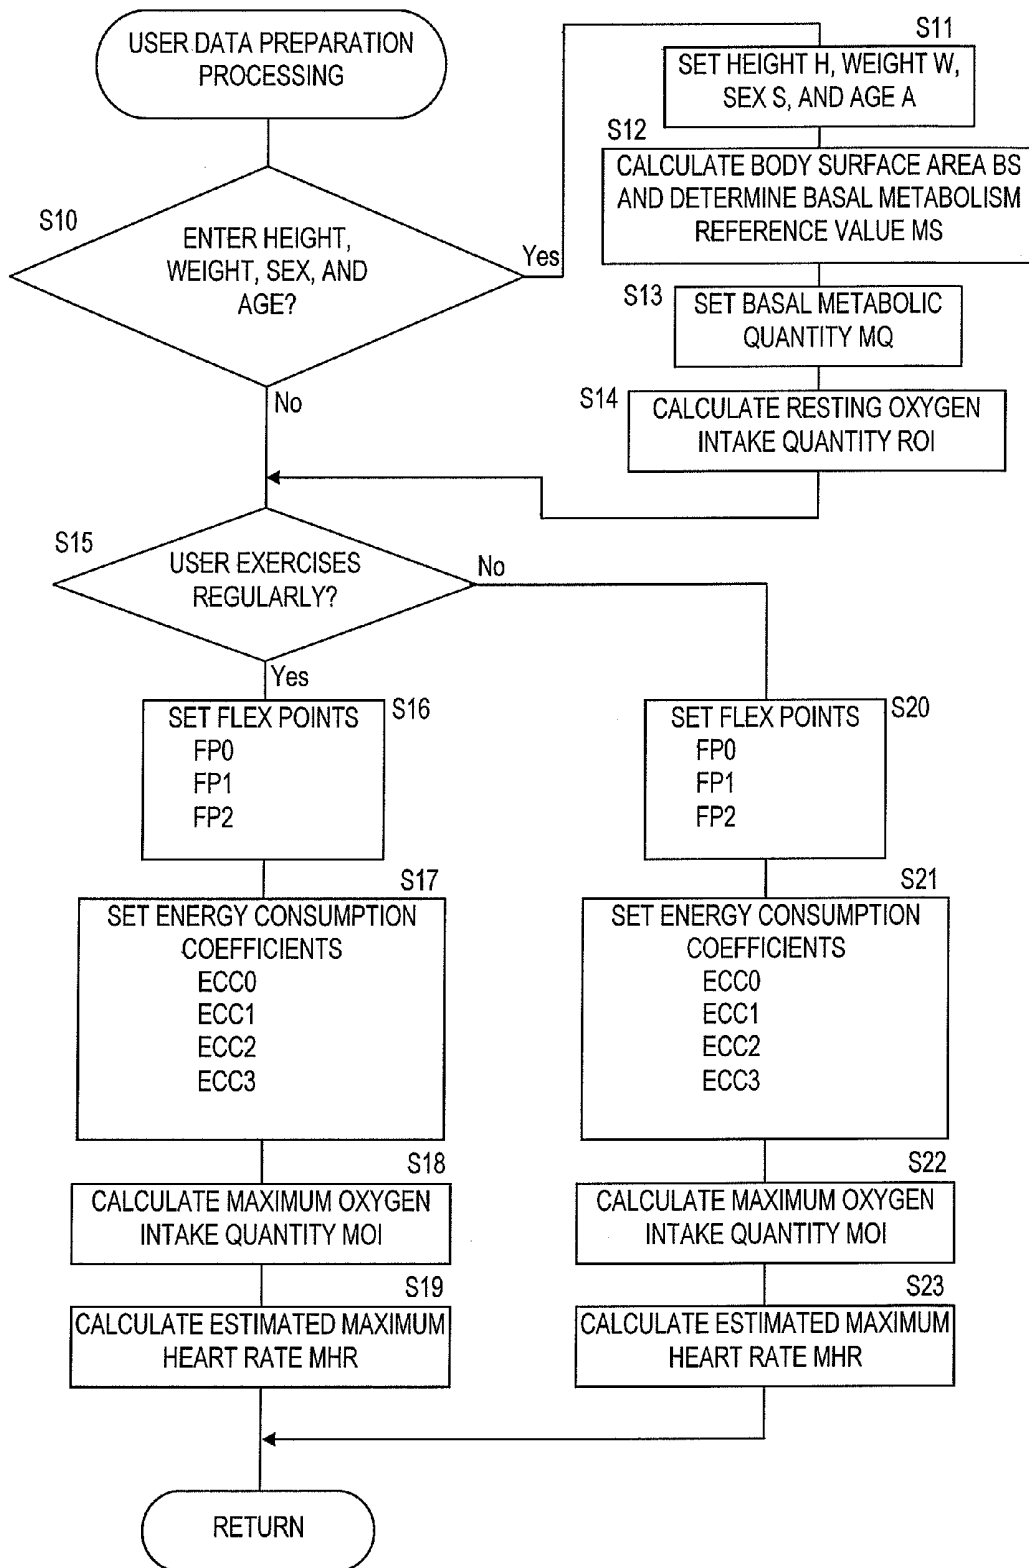 USER DATA PREPARATION
PROCESSING
S10
ENTER HEIGHT,
WEIGHT, SEX, AND
AGE?
Yes
No
S11
SET HEIGHT H, WEIGHT W,
SEX S, AND AGE A
S12
CALCULATE BODY SURFACE AREA BS
AND DETERMINE BASAL METABOLISM
REFERENCE VALUE MS
S13
SET BASAL METABOLIC
QUANTITY MQ
S14
CALCULATE RESTING OXYGEN
INTAKE QUANTITY ROI
S15
USER EXERCISES
REGULARLY?
No
Yes
S16
SET FLEX POINTS
FP0
FP1
FP2
S17
SET ENERGY CONSUMPTION
COEFFICIENTS
ECC0
ECC1
ECC2
ECC3
S18
CALCULATE MAXIMUM OXYGEN
INTAKE QUANTITY MOI
S19
CALCULATE ESTIMATED MAXIMUM
HEART RATE MHR
S20
SET FLEX POINTS
FP0
FP1
FP2
S21
SET ENERGY CONSUMPTION
COEFFICIENTS
ECC0
ECC1
ECC2
ECC3
S22
CALCULATE MAXIMUM OXYGEN
INTAKE QUANTITY MOI
S23
CALCULATE ESTIMATED MAXIMUM
HEART RATE MHR
RETURN